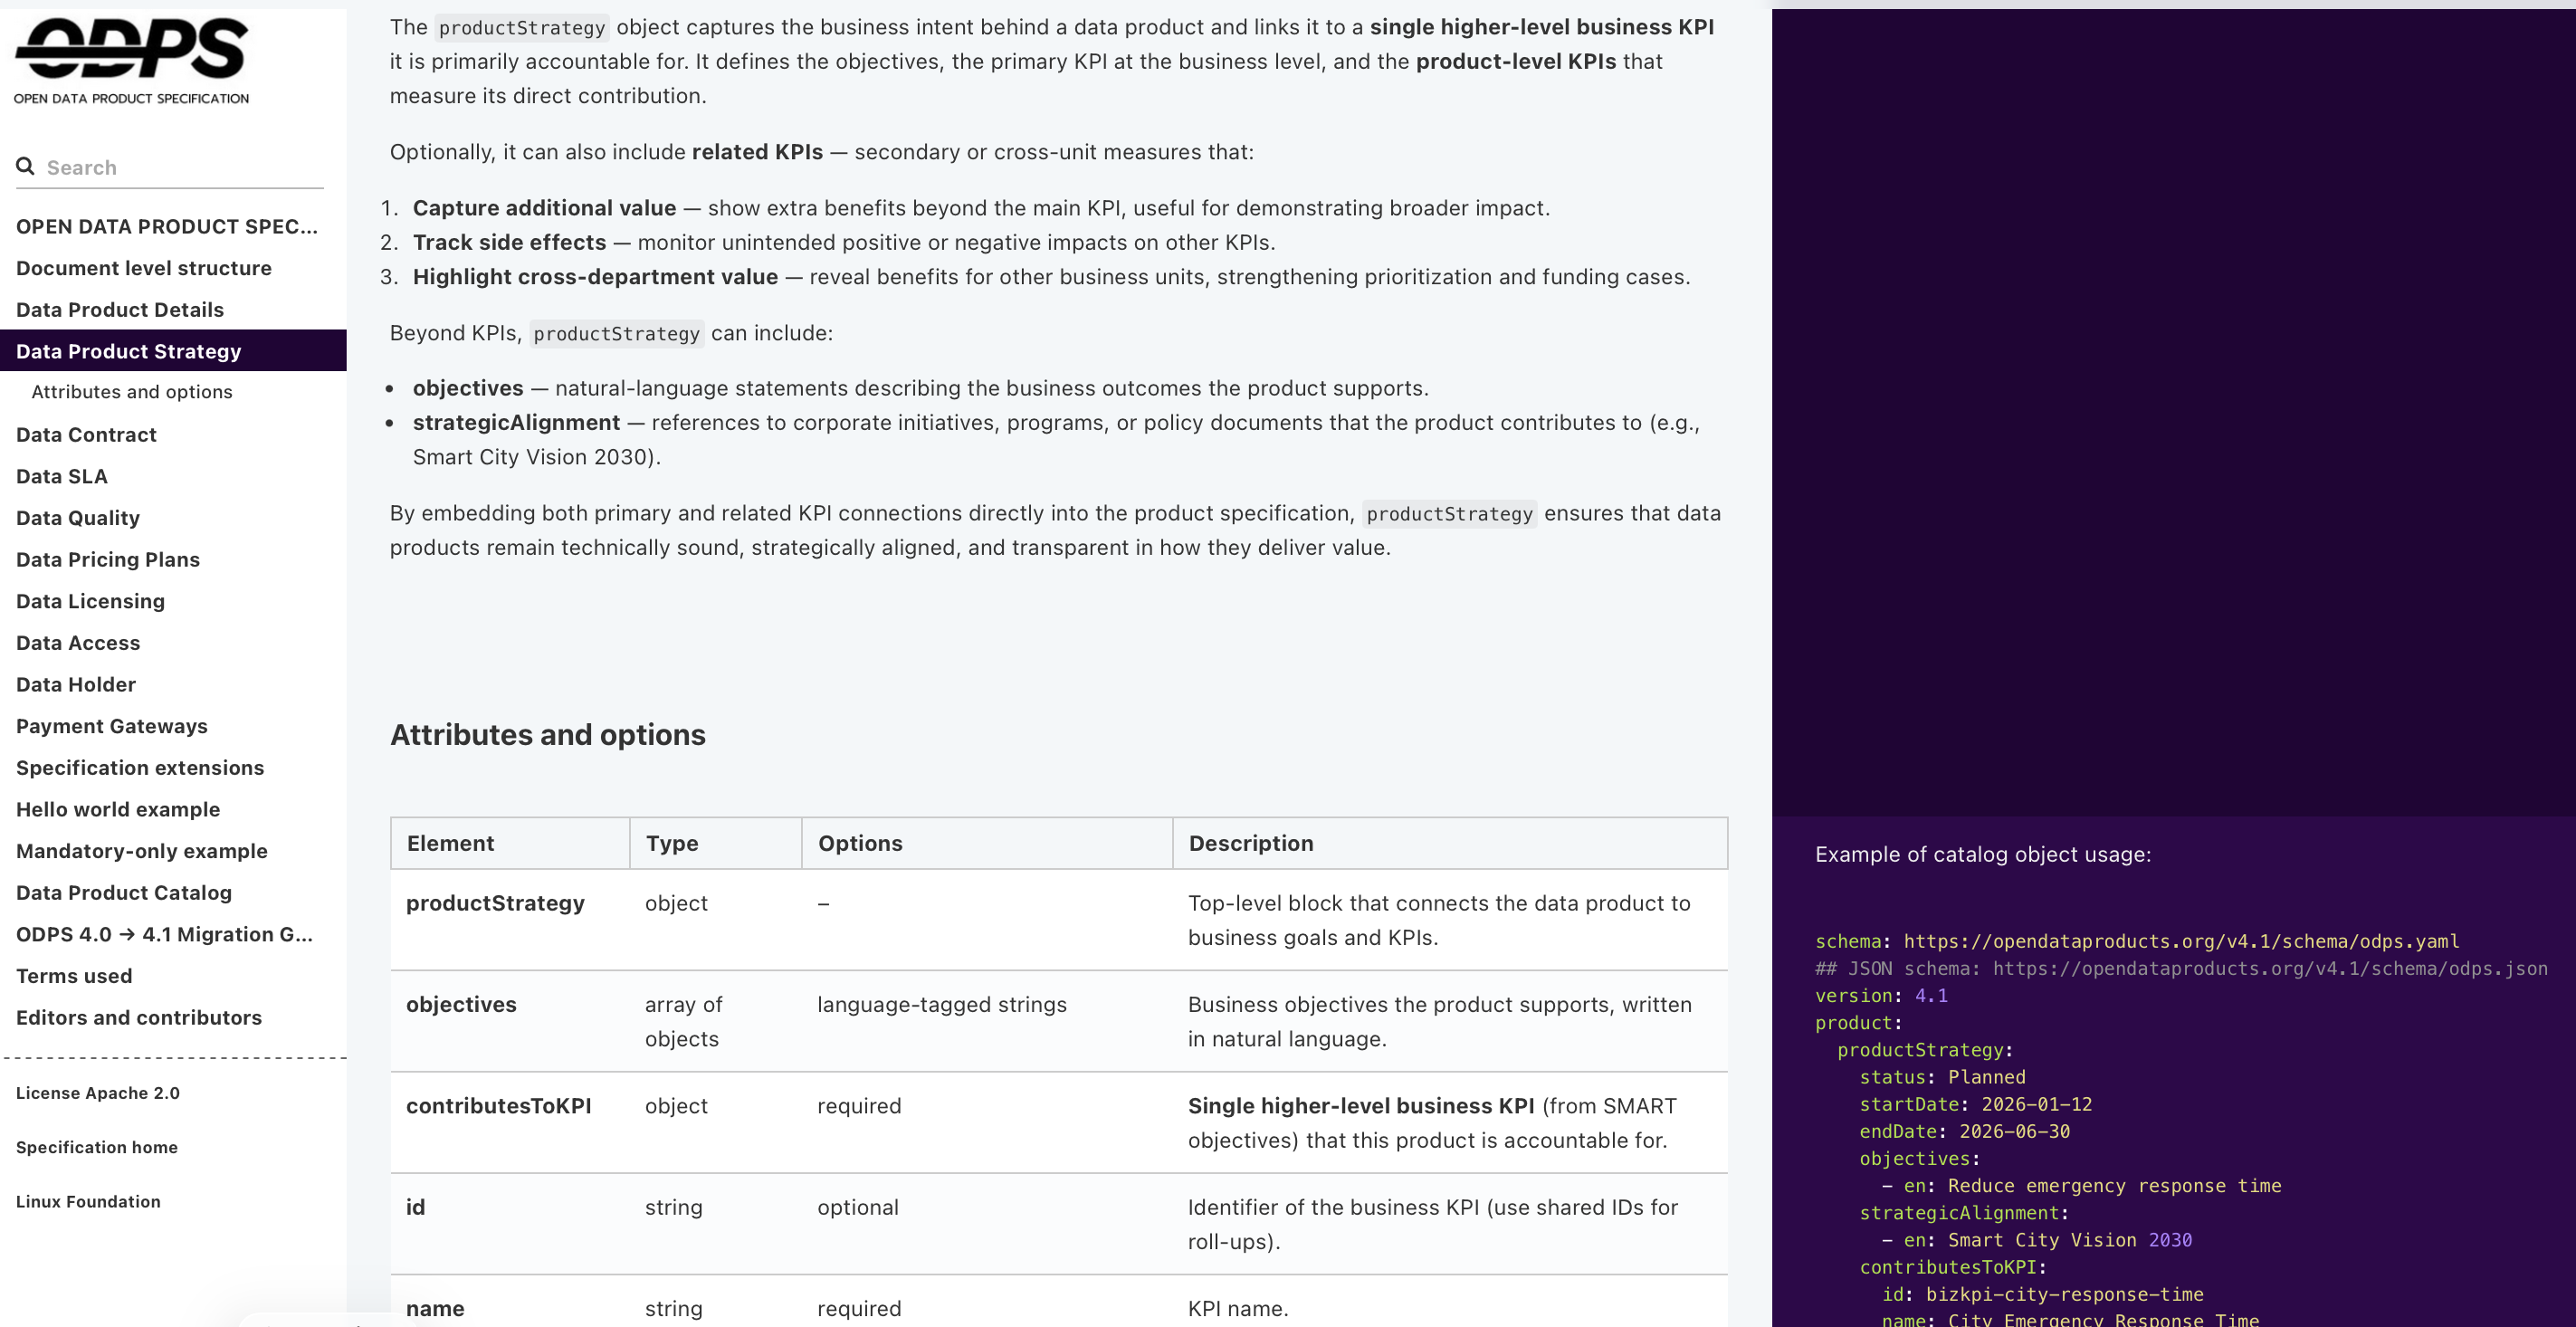 ODPS
OPEN DATA PRODUCT SPECIFICATION
Search
OPEN DATA PRODUCT SPEC...
Document level structure
Data Product Details
Data Product Strategy
Attributes and options
Data Contract
Data SLA
Data Quality
Data Pricing Plans
Data Licensing
Data Access
Data Holder
Payment Gateways
Specification extensions
Hello world example
Mandatory-only example
Data Product Catalog
ODPS 4.0 → 4.1 Migration G...
Terms used
Editors and contributors
License Apache 2.0
Specification home
Linux Foundation
The productStrategy object captures the business intent behind a data product and links it to a single higher-level business KPI
it is primarily accountable for. It defines the objectives, the primary KPI at the business level, and the product-level KPIs that
measure its direct contribution.
Optionally, it can also include related KPIs — secondary or cross-unit measures that:
1. Capture additional value — show extra benefits beyond the main KPI, useful for demonstrating broader impact.
2. Track side effects — monitor unintended positive or negative impacts on other KPIs.
3. Highlight cross-department value — reveal benefits for other business units, strengthening prioritization and funding cases.
Beyond KPIs, productStrategy can include:
• objectives — natural-language statements describing the business outcomes the product supports.
• strategicAlignment — references to corporate initiatives, programs, or policy documents that the product contributes to (e.g.,
Smart City Vision 2030).
By embedding both primary and related KPI connections directly into the product specification, productStrategy ensures that data
products remain technically sound, strategically aligned, and transparent in how they deliver value.
Attributes and options
Element Type Options Description
productStrategy object – Top-level block that connects the data product to
business goals and KPIs.
objectives array of language-tagged strings Business objectives the product supports, written
objects in natural language.
contributesToKPI object required Single higher-level business KPI (from SMART
objectives) that this product is accountable for.
id string optional Identifier of the business KPI (use shared IDs for
roll-ups).
name string required KPI name.
Example of catalog object usage:
schema: https://opendataproducts.org/v4.1/schema/odps.yaml
## JSON schema: https://opendataproducts.org/v4.1/schema/odps.json
version: 4.1
product:
productStrategy:
status: Planned
startDate: 2026-01-12
endDate: 2026-06-30
objectives:
- en: Reduce emergency response time
strategicAlignment:
- en: Smart City Vision 2030
contributesToKPI:
id: bizkpi-city-response-time
name: City Emergency Response Time